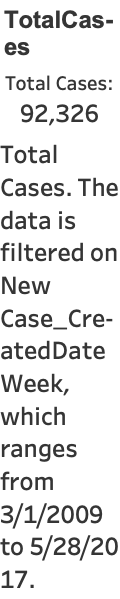 TotalCas-
es
Total Cases:
92,326
Total
Cases. The
data is
filtered on
New
Case_Cre-
atedDate
Week,
which
ranges
from
3/1/2009
to 5/28/20
17.